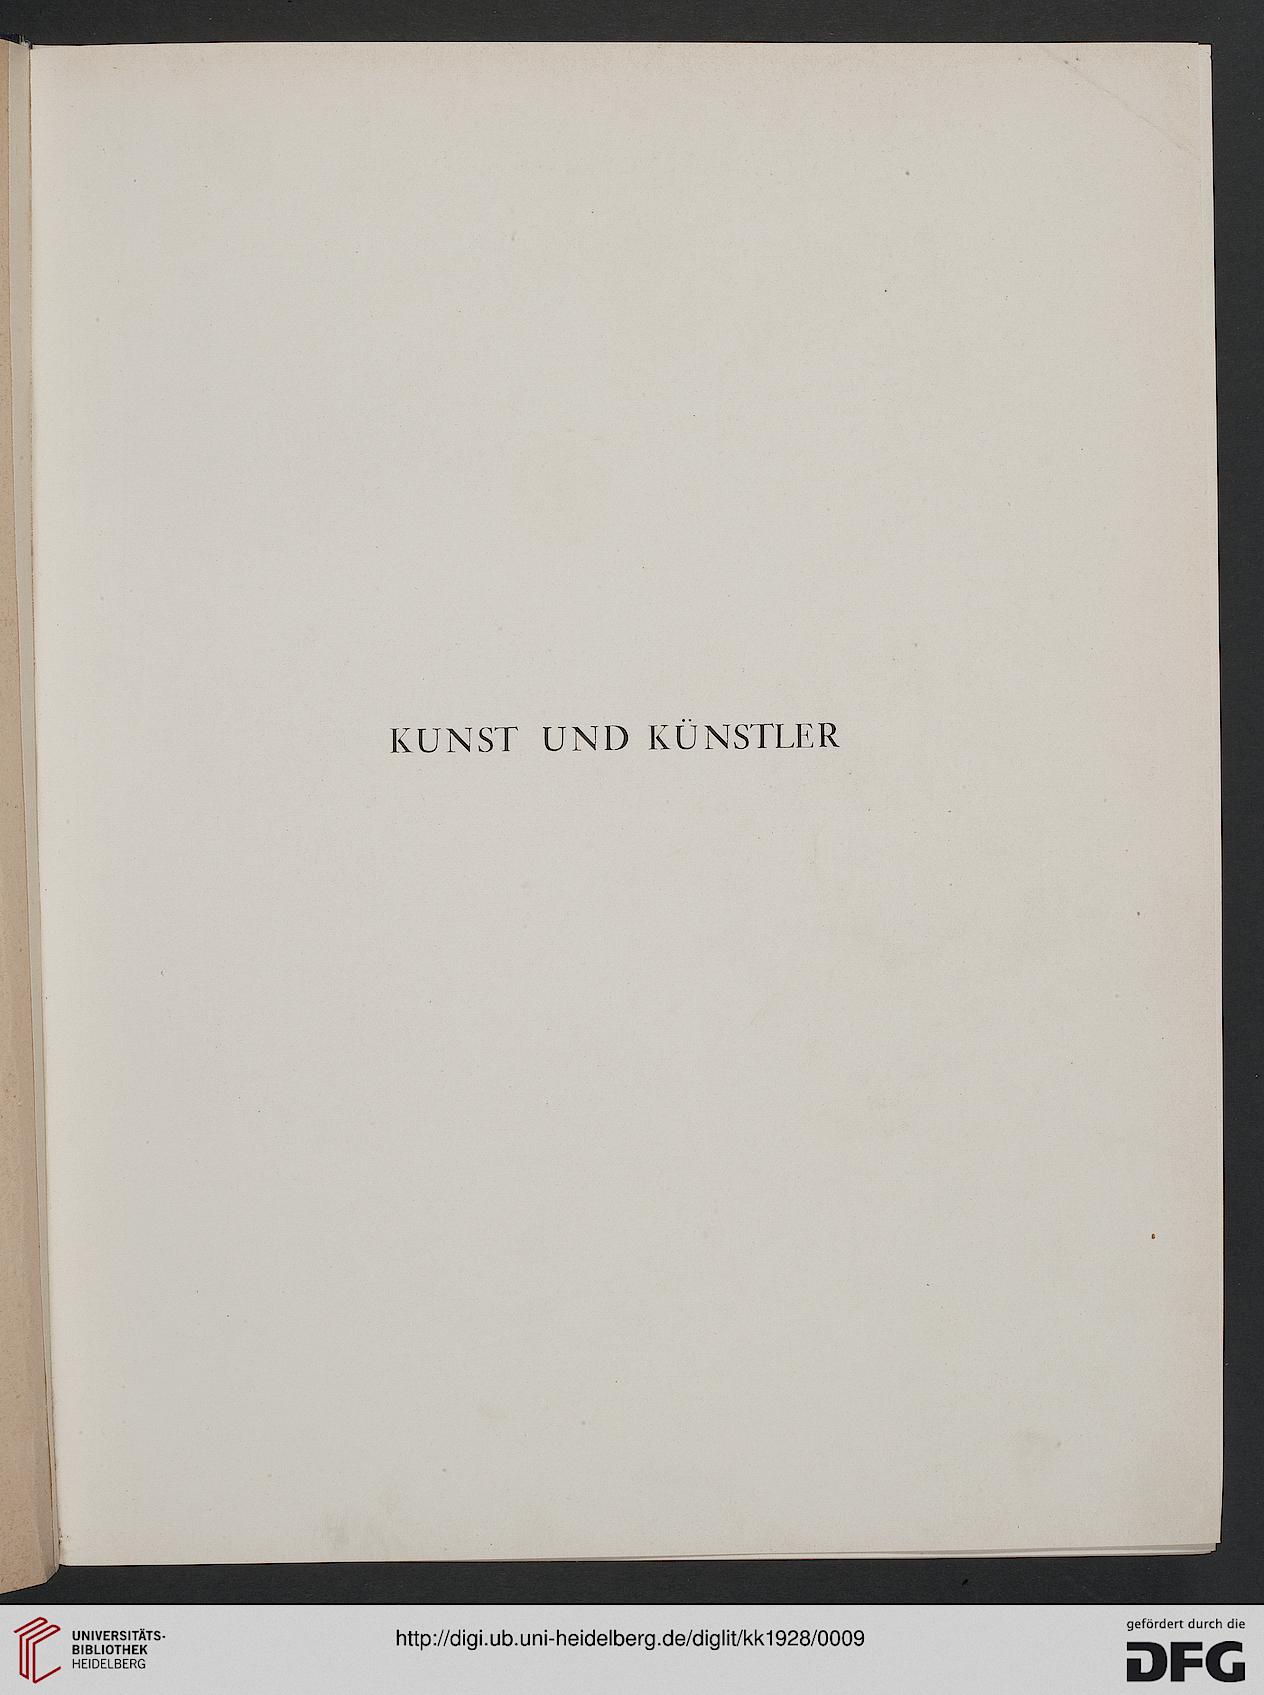 KUNST UND KÜNSTLER
UNIVERSITÄTS-
BIBLIOTHEK
HEIDELBERG
http://digi.ub.uni-heidelberg.de/diglit/kk1928/0009
gefördert durch die
DFG